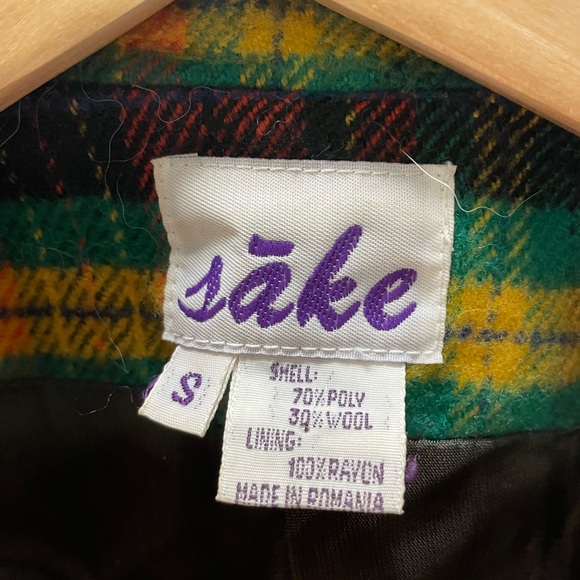 sāke
S
SHELL:
70%POLY
30%WOOL
LINING:
100%RAYON
MADE IN ROMANIA